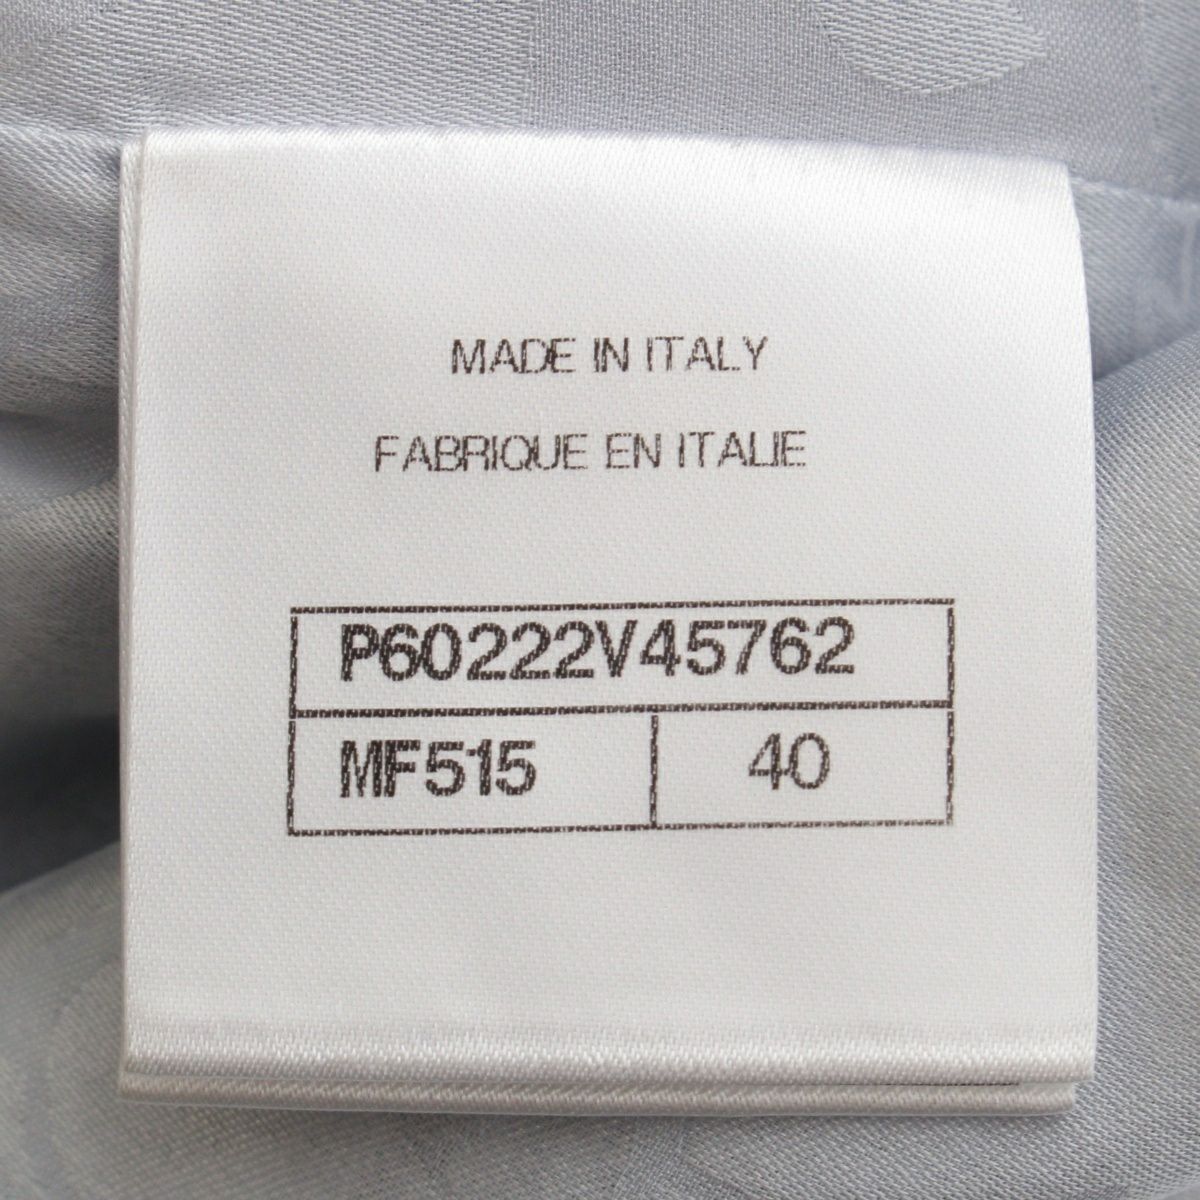 MADE IN ITALY
FABRIQUE EN ITALIE
P60222V45762
MF515 40